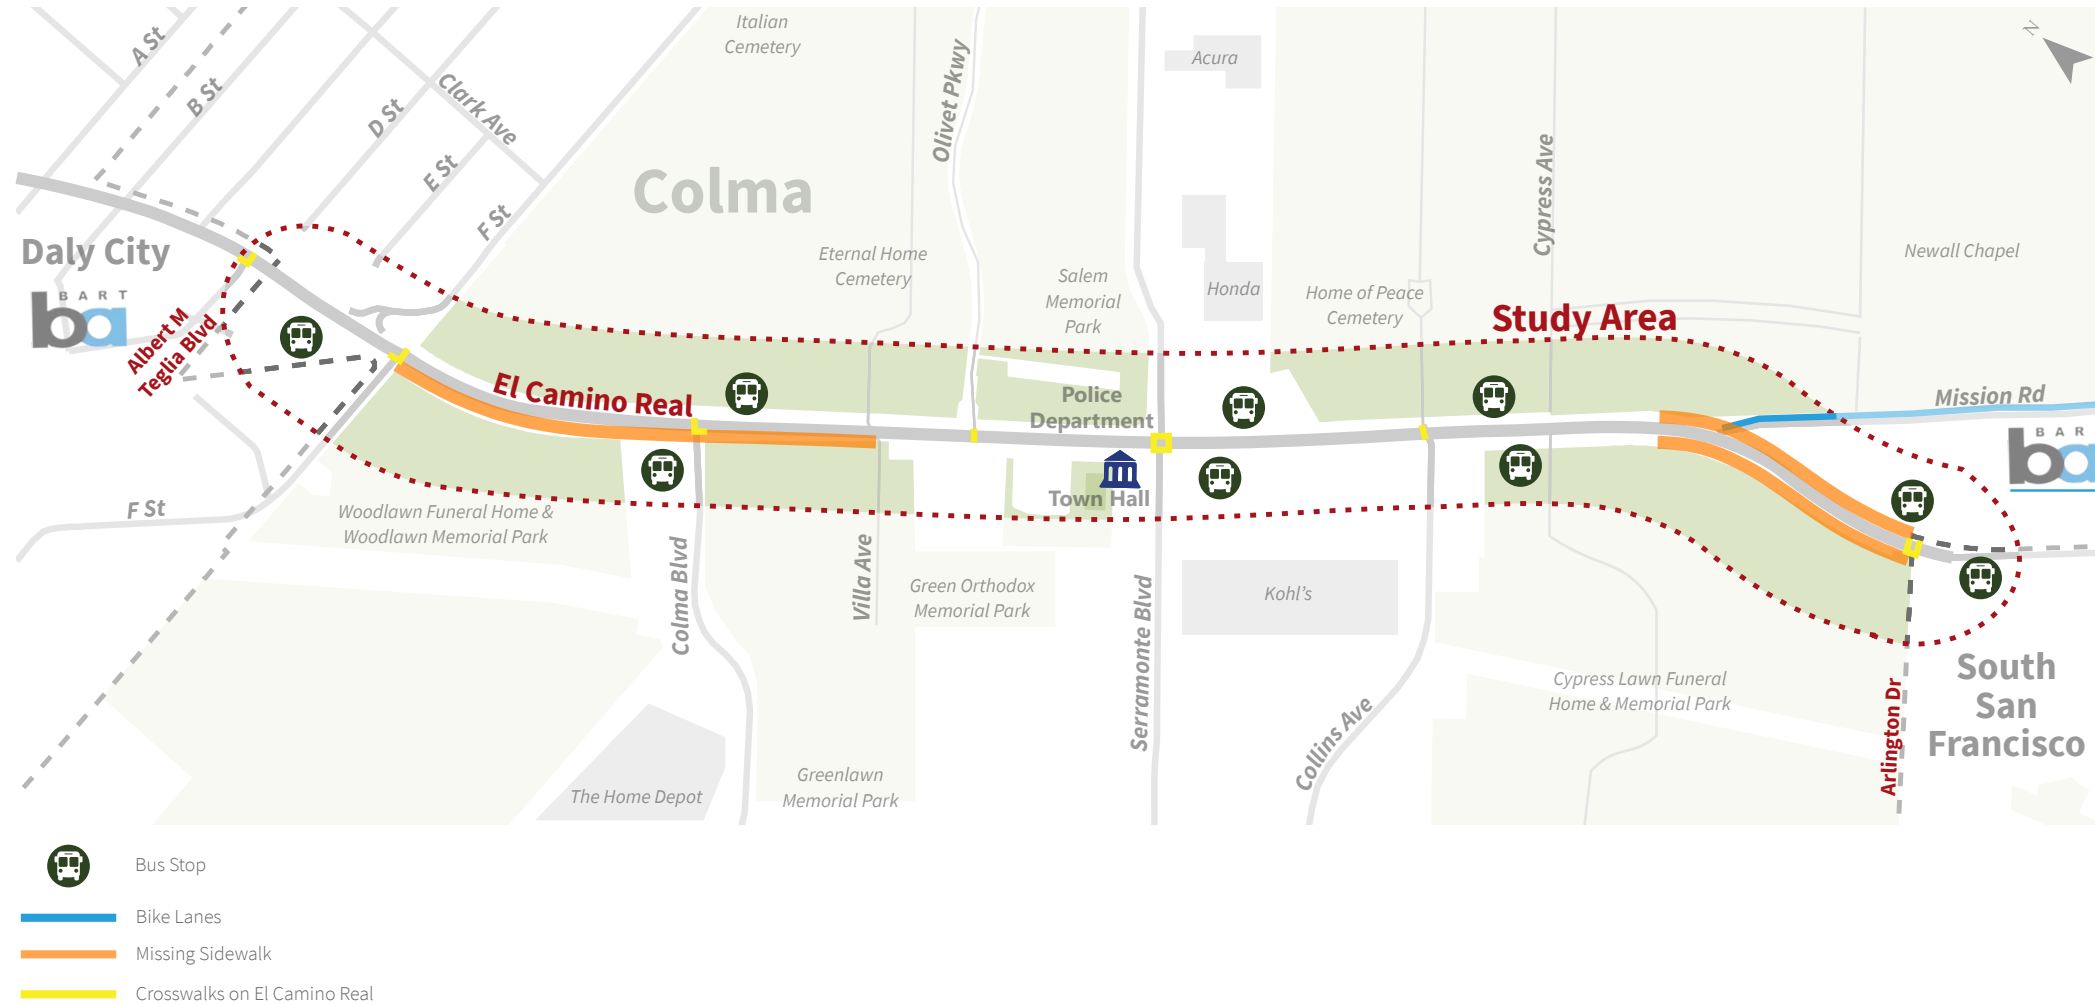 Italian
Cemetery
A St
B St
D St
Clark Ave
E St
F St
Olivet Pkwy
Acura
N
Colma
Cypress Ave
Daly City
BART
ba
Albert M
Teglia Blvd
Eternal Home
Cemetery
Salem
Memorial
Park
Honda
Home of Peace
Cemetery
Newall Chapel
Study Area
El Camino Real
Police
Department
Town Hall
Mission Rd
BAR
ba
F St
Woodlawn Funeral Home &
Woodlawn Memorial Park
Colma Blvd
Villa Ave
Green Orthodox
Memorial Park
Serramonte Blvd
Kohl's
Collins Ave
Cypress Lawn Funeral
Home & Memorial Park
Arlington Dr
South
San
Francisco
The Home Depot
Greenlawn
Memorial Park
Bus Stop
Bike Lanes
Missing Sidewalk
Crosswalks on El Camino Real